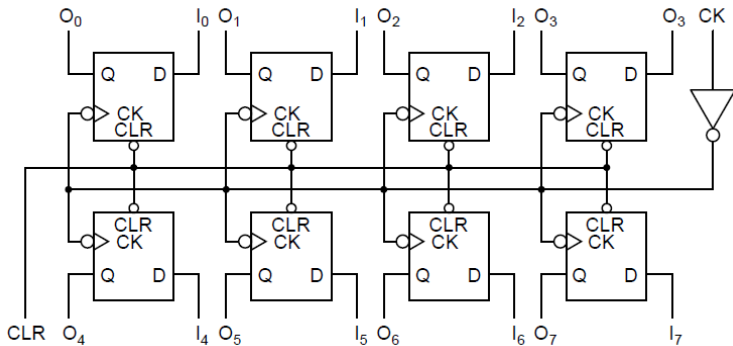 O₀ I₀ O₁ I₁ O₂ I₂ O₃ O₃ CK
Q D Q D Q D Q D
CK CK CK CK
CLR CLR CLR CLR
CLR CLR CLR CLR
CK CK CK CK
Q D Q D Q D Q D
CLR O₄ I₄ O₅ I₅ O₆ I₆ O₇ I₇